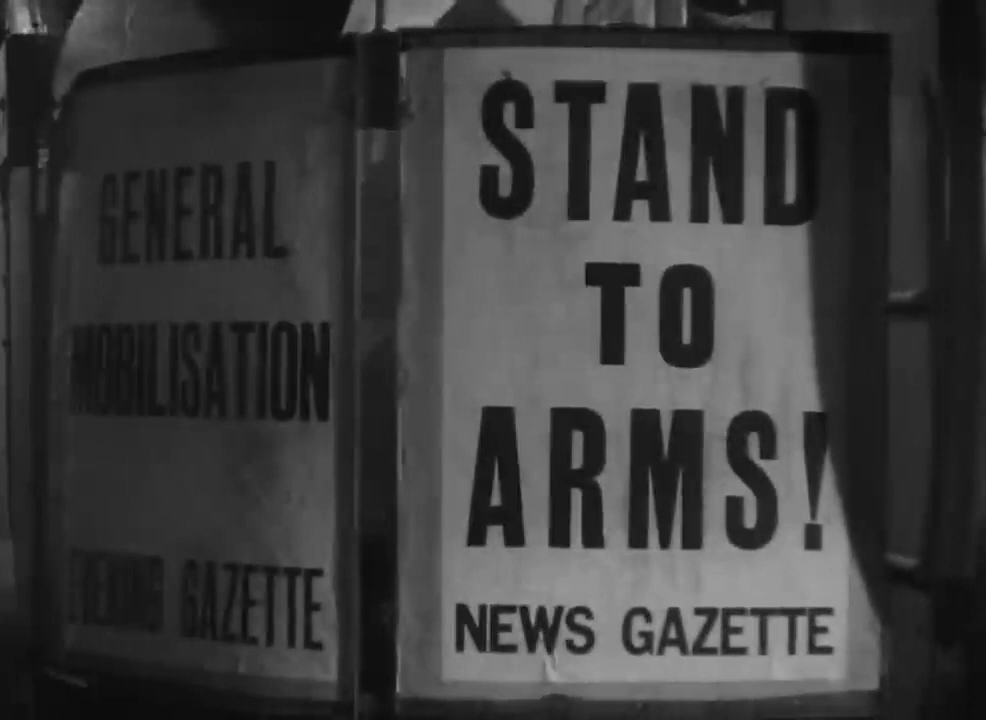 GENERAL
MOBILISATION
GAZETTE
STAND
TO
ARMS!
NEWS GAZETTE